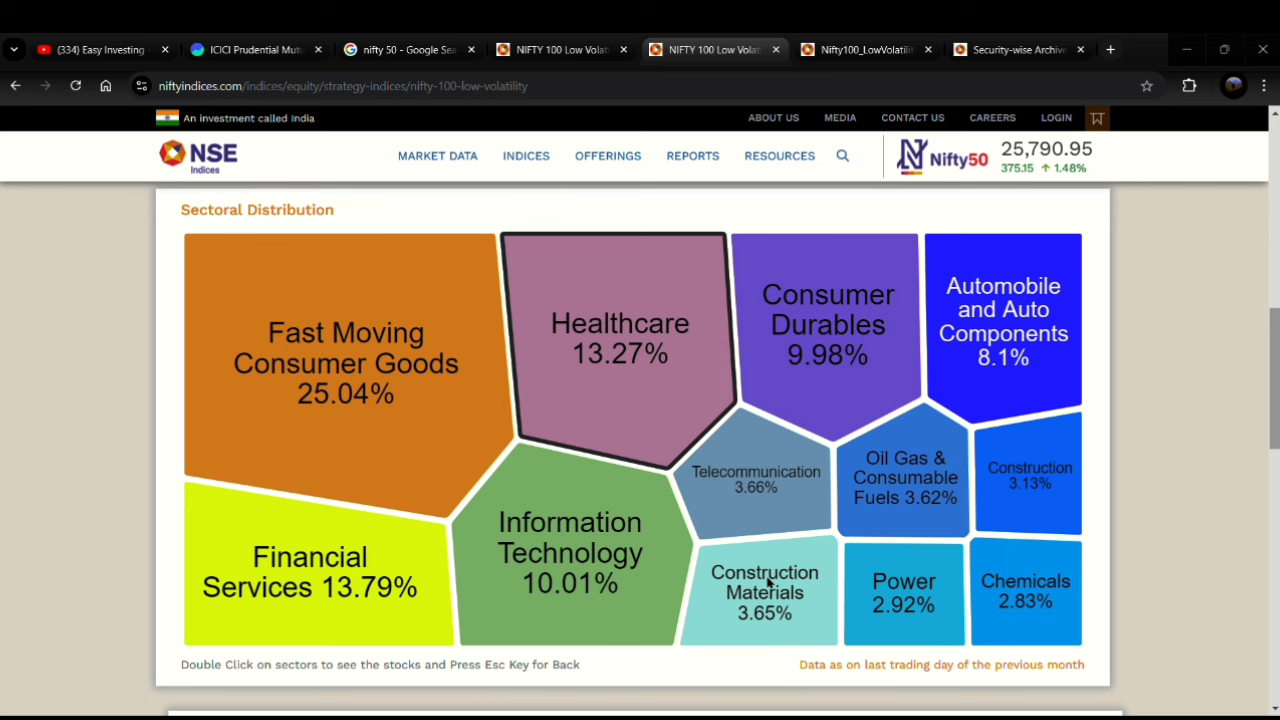 (334) Easy Investing -
ICICI Prudential Mutu
nifty 50 - Google Sea
NIFTY 100 Low Volati
NIFTY 100 Low Volat
Nifty100_LowVolatilit
Security-wise Archive
niftyindices.com/indices/equity/strategy-indices/nifty-100-low-volatility
An investment called India
ABOUT US
MEDIA
CONTACT US
CAREERS
LOGIN
NSE
Indices
MARKET DATA
INDICES
OFFERINGS
REPORTS
RESOURCES
Nifty50
25,790.95
375.15 ↑ 1.48%
Sectoral Distribution
Fast Moving
Consumer Goods
25.04%
Healthcare
13.27%
Consumer
Durables
9.98%
Automobile
and Auto
Components
8.1%
Telecommunication
3.66%
Oil Gas &
Consumable
Fuels 3.62%
Construction
3.13%
Financial
Services 13.79%
Information
Technology
10.01%
Construction
Materials
3.65%
Power
2.92%
Chemicals
2.83%
Double Click on sectors to see the stocks and Press Esc Key for Back
Data as on last trading day of the previous month